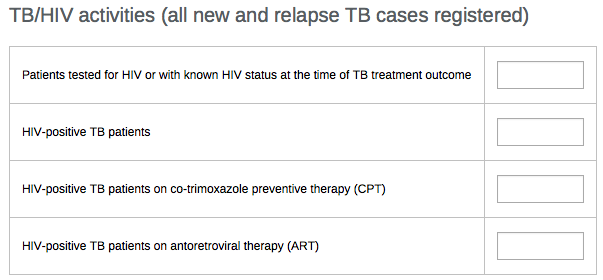 TB/HIV activities (all new and relapse TB cases registered)
Patients tested for HIV or with known HIV status at the time of TB treatment outcome
HIV-positive TB patients
HIV-positive TB patients on co-trimoxazole preventive therapy (CPT)
HIV-positive TB patients on antoretroviral therapy (ART)